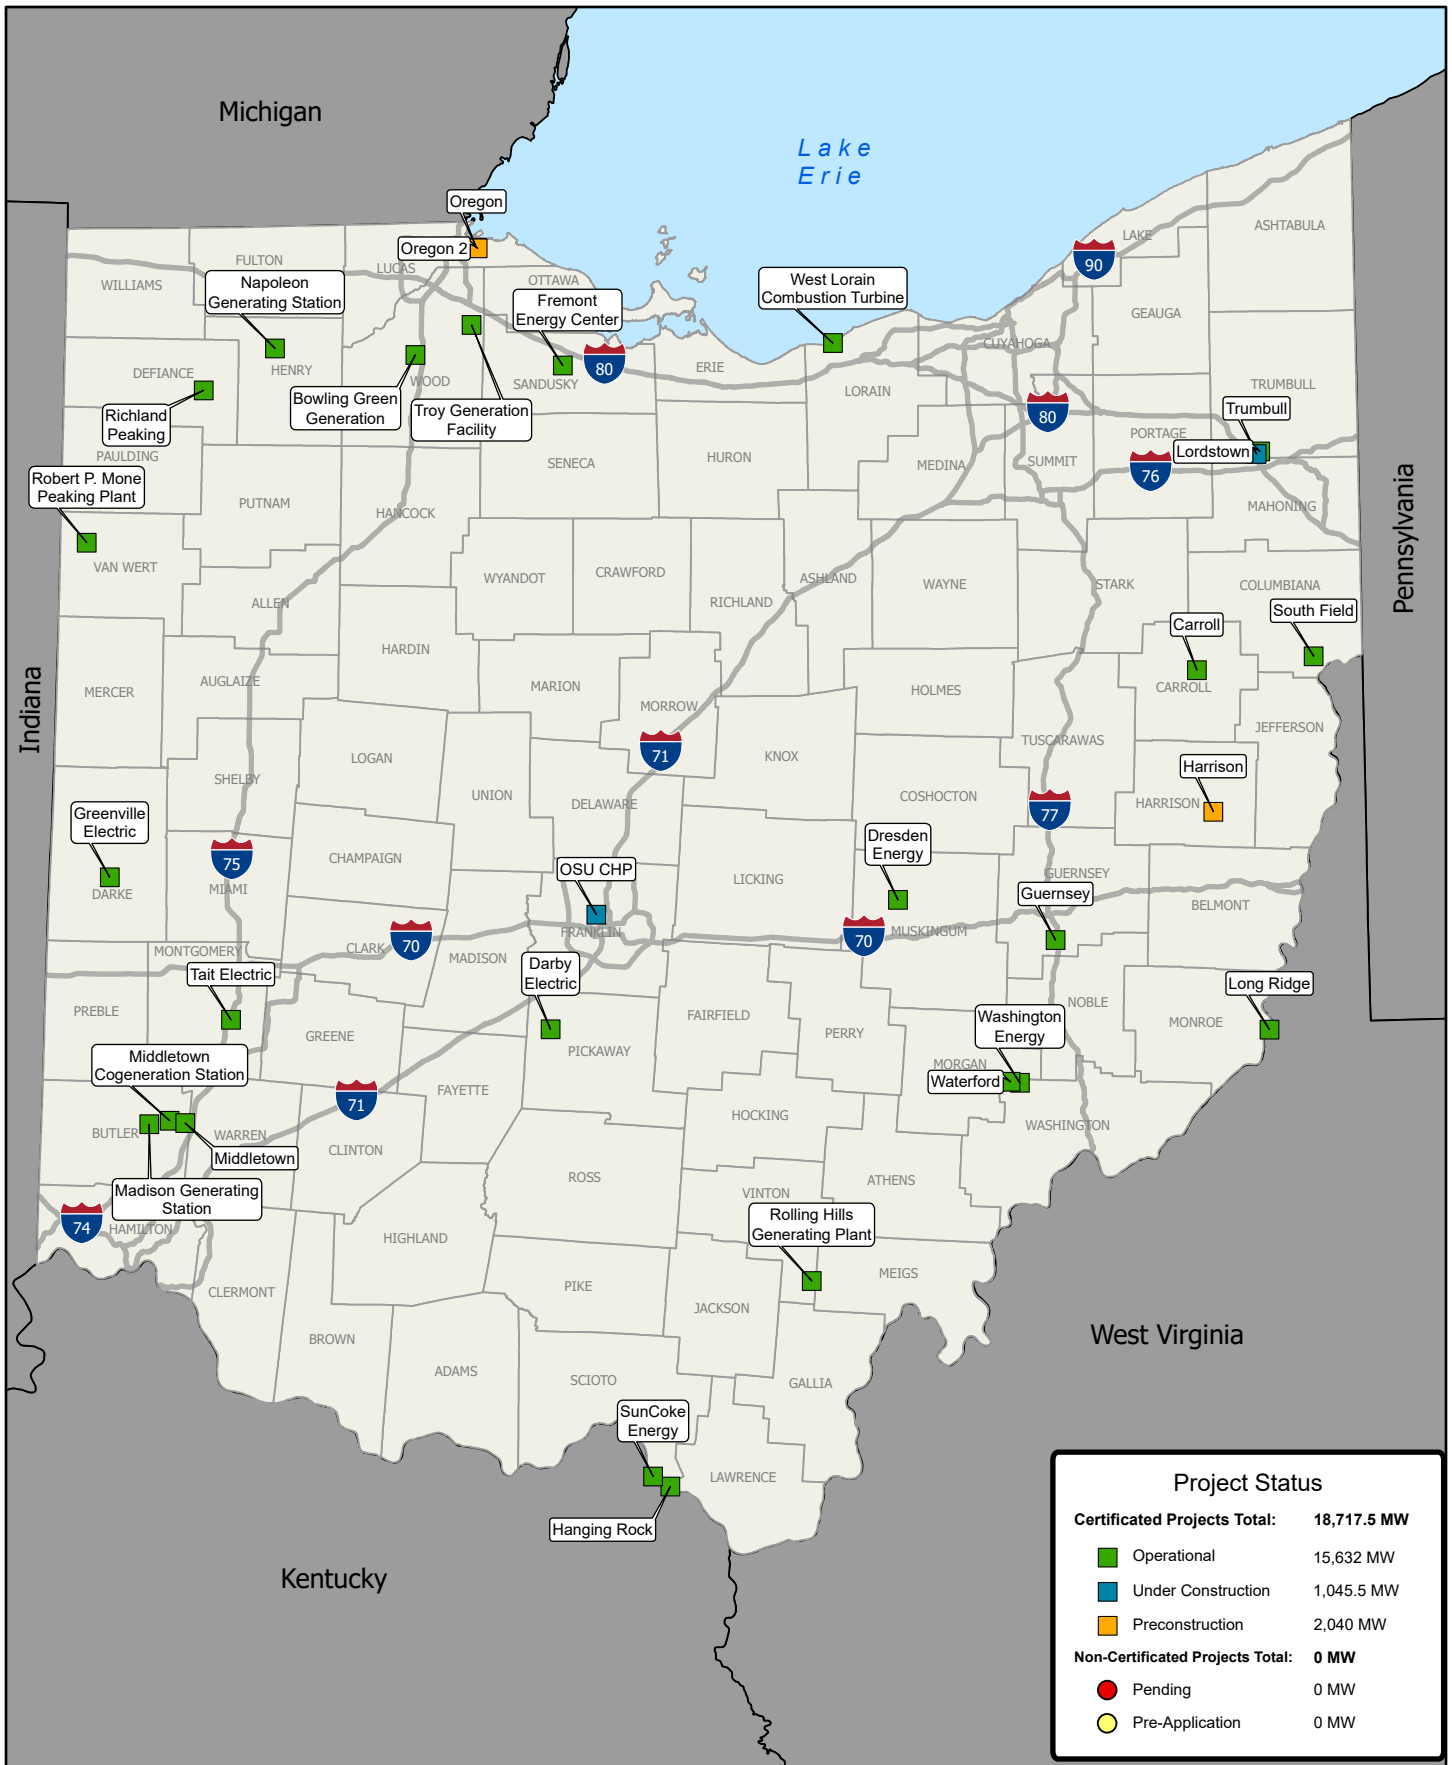 Michigan
Lake
Erie
Oregon
Oregon 2
ASHTABULA
LAKE
90
FULTON
LUCAS
WILLIAMS
Napoleon
Generating Station
OTTAWA
Fremont
Energy Center
West Lorain
Combustion Turbine
GEAUGA
CUYAHOGA
80
ERIE
HENRY
DEFIANCE
WOOD
SANDUSKY
LORAIN
TRUMBULL
Bowling Green
Generation
Troy Generation
Facility
Richland
Peaking
80
Trumbull
PORTAGE
Lordstown
PAULDING
SENECA
HURON
MEDINA
SUMMIT
76
Robert P. Mone
Peaking Plant
PUTNAM
HANCOCK
MAHONING
Pennsylvania
VAN WERT
WYANDOT
CRAWFORD
ASHLAND
WAYNE
STARK
COLUMBIANA
ALLEN
RICHLAND
South Field
Carroll
HARDIN
AUGLAIZE
MERCER
MARION
HOLMES
CARROLL
Indiana
MORROW
JEFFERSON
71
TUSCARAWAS
LOGAN
KNOX
Harrison
SHELBY
UNION
DELAWARE
COSHOCTON
HARRISON
77
Greenville
Electric
Dresden
Energy
75
CHAMPAIGN
OSU CHP
LICKING
GUERNSEY
Guernsey
DARKE
MIAMI
BELMONT
FRANKLIN
MUSKINGUM
70
70
CLARK
MONTGOMERY
MADISON
Tait Electric
Darby
Electric
Long Ridge
NOBLE
PREBLE
FAIRFIELD
Washington
Energy
MONROE
GREENE
PERRY
PICKAWAY
Middletown
Cogeneration Station
MORGAN
Waterford
FAYETTE
71
HOCKING
WASHINGTON
BUTLER
WARREN
CLINTON
Middletown
ROSS
ATHENS
Madison Generating
Station
VINTON
74
HAMILTON
Rolling Hills
Generating Plant
HIGHLAND
MEIGS
CLERMONT
PIKE
JACKSON
BROWN
West Virginia
ADAMS
SCIOTO
GALLIA
SunCoke
Energy
LAWRENCE
Hanging Rock
Kentucky
Project Status
Certificated Projects Total: 18,717.5 MW
Operational 15,632 MW
Under Construction 1,045.5 MW
Preconstruction 2,040 MW
Non-Certificated Projects Total: 0 MW
Pending 0 MW
Pre-Application 0 MW